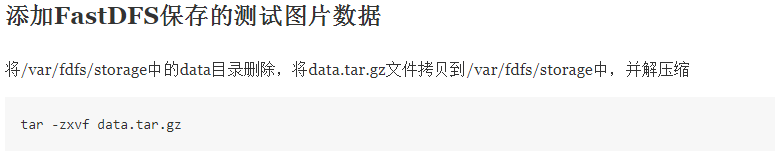 添加FastDFS保存的测试图片数据
将/var/fdfs/storage中的data目录删除，将data.tar.gz文件拷贝到/var/fdfs/storage中，并解压缩
tar -zxvf data.tar.gz